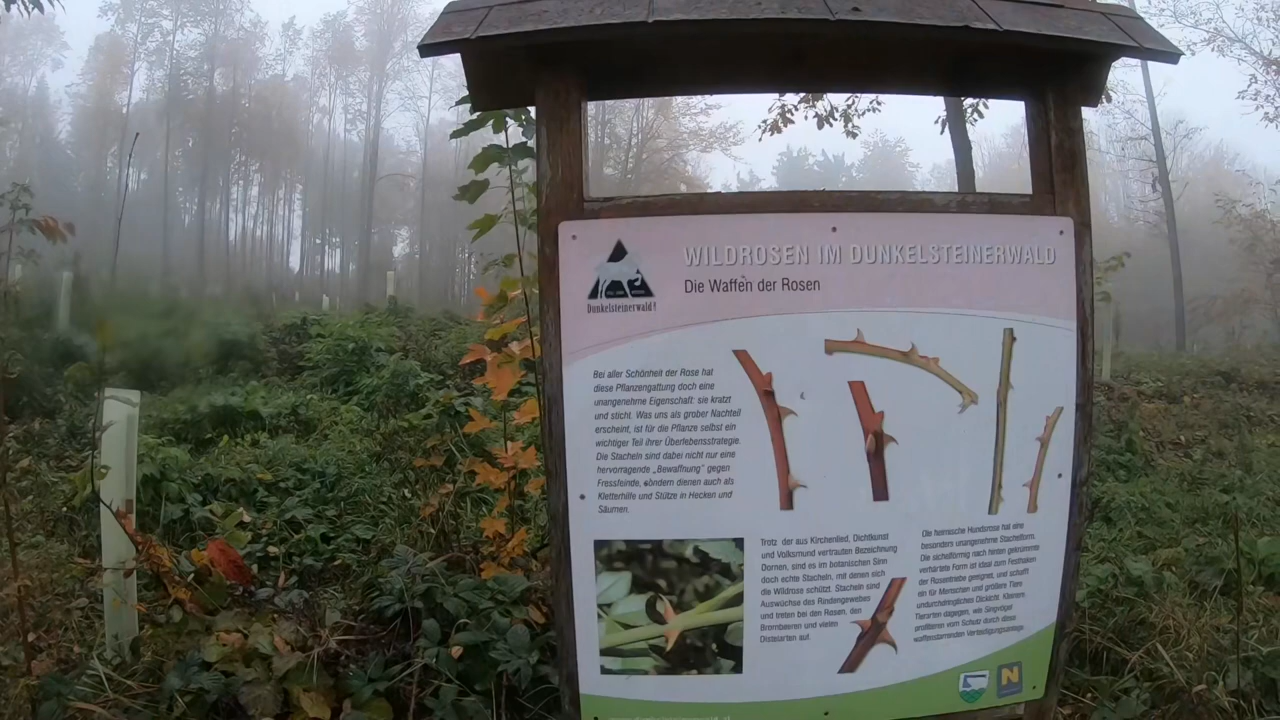 WILDROSEN IM DUNKELSTEINERWALD
Die Waffen der Rosen
Dunkelsteinerwald
Bei aller Schönheit der Rose hat
diese Pflanzengattung doch eine
unangenehme Eigenschaft: sie kratzt
und sticht. Was uns als grober Nachteil
erscheint, ist für die Pflanze selbst ein
wichtiger Teil ihrer Überlebensstrategie.
Die Stacheln sind dabei nicht nur eine
hervorragende „Bewaffnung" gegen
Fressfeinde, sondern dienen auch als
Kletterhilfe und Stütze in Hecken und
Säumen.
Trotz der aus Kirchenlied, Dichtkunst
und Volksmund vertrauten Bezeichnung
Dornen, sind es im botanischen Sinn
doch echte Stacheln, mit denen sich
die Wildrose schützt. Stacheln sind
Auswüchse des Rindengewebes
und treten bei den Rosen, den
Brombeeren und vielen
Distelarten auf.
Die heimische Hundsrose hat eine
besonders unangenehme Stachelform.
Die sichelförmig nach hinten gekrümmte
verhärtete Form ist ideal zum Festhaken
der Rosentriebe geeignet, und schafft
ein für Menschen und größere Tiere
undurchdringliches Dickicht. Kleinere
Tierarten dagegen, wie Singvögel
profitieren vom Schutz durch diese
waffenstarrenden Verteidigungsanlage.
N